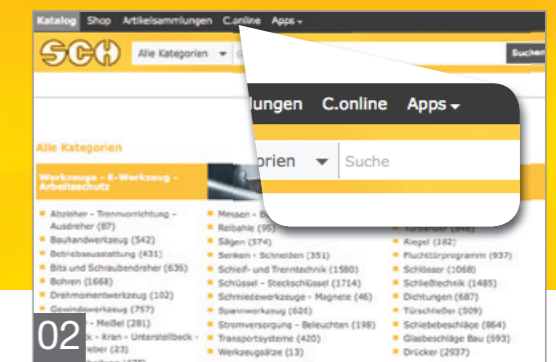 Katalog Shop Artikelsammlungen C.online Apps
SCH Alle Kategorien Suchen
lungen C.online Apps
orien Suche
Alle Kategorien
Werkzeuge - E-Werkzeug -
Arbeitsschutz
Abzieher - Trennvorrichtung -
Ausdreher (87)
Bauhandwerkzeug (542)
Betriebsausstattung (431)
Bits und Schraubendreher (635)
Bohren (1668)
Drehmomentwerkzeug (102)
Gewindewerkzeug (757)
- Meißel (281)
ck - Kran - Unterstellbock -
eber (23)
Messen - B
Reibahle (95)
Sägen (574)
Senken - Schneiden (351)
Schleif- und Trenntechnik (1580)
Schlüssel - Steckschlüssel (1714)
Schmiedewerkzeuge - Magnete (46)
Spannwerkzeug (626)
Stromversorgung - Beleuchten (198)
Transportsysteme (420)
Werkzeugsätze (13)
Riegel (182)
Fluchttürprogramm (937)
Schlösser (1068)
Schließtechnik (1485)
Dichtungen (687)
Türschließer (509)
Schiebebeschläge (864)
Glasbeschläge Bau (593)
Drücker (2937)
02